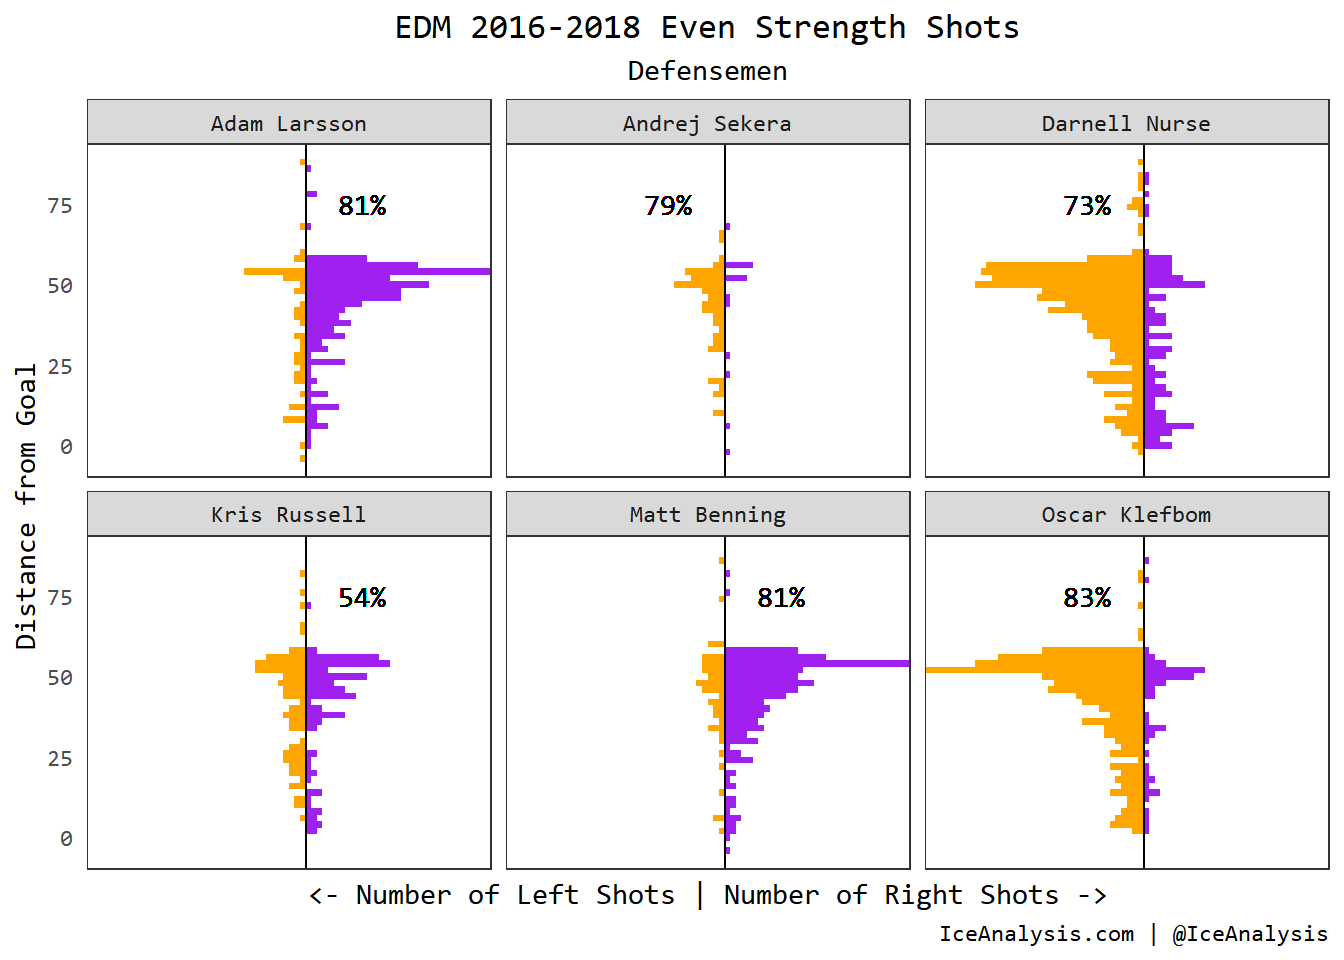 EDM 2016-2018 Even Strength Shots
Defensemen
Adam Larsson
Andrej Sekera
Darnell Nurse
81%
79%
73%
75
50
25
0
Kris Russell
Matt Benning
Oscar Klefbom
54%
81%
83%
75
50
25
0
Distance from Goal
<- Number of Left Shots | Number of Right Shots ->
IceAnalysis.com | @IceAnalysis